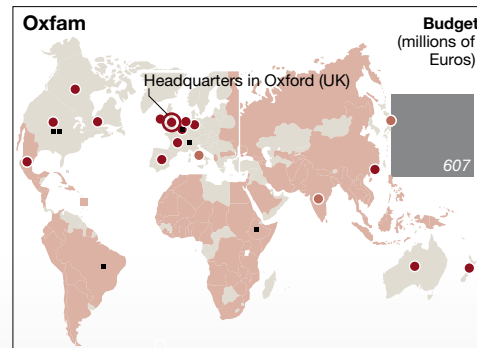 Oxfam
Budget
(millions of
Euros)
Headquarters in Oxford (UK)
607